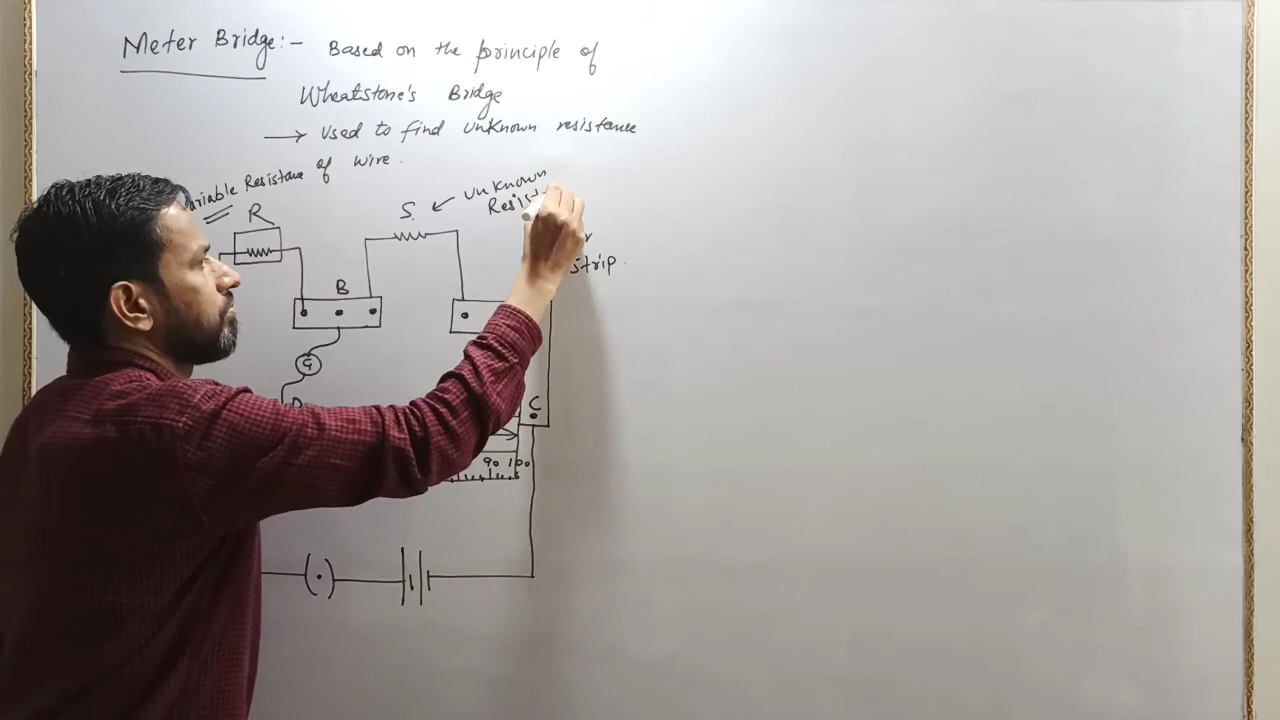 Meter Bridge:- Based on the principle of
Wheatstone's Bridge
→ Used to find unknown resistance
of wire.
Resistance
R
S
← unknown
strip.
B
G
D
C
90 100